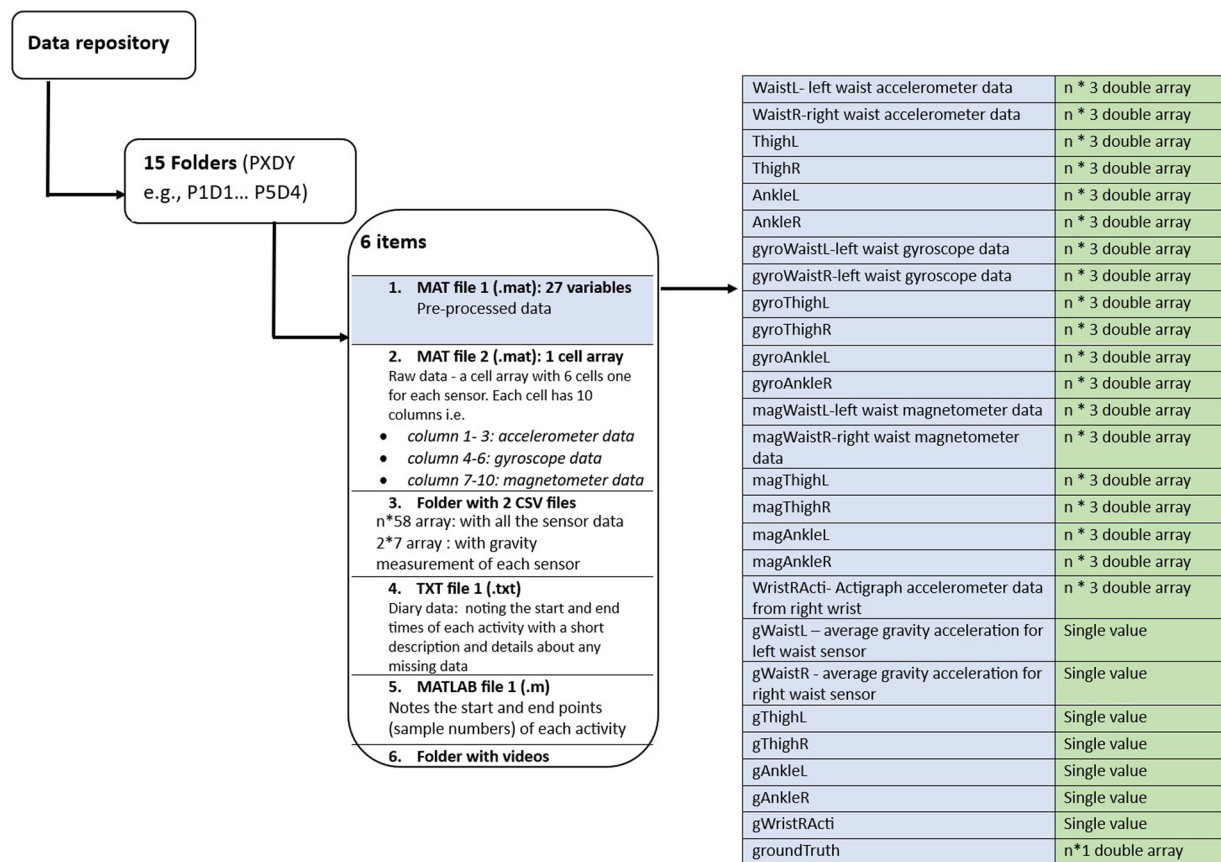 Data repository
15 Folders (PXDY
e.g., P1D1... P5D4)
6 items
1. MAT file 1 (.mat): 27 variables
Pre-processed data
2. MAT file 2 (.mat): 1 cell array
Raw data - a cell array with 6 cells one
for each sensor. Each cell has 10
columns i.e.
• column 1- 3: accelerometer data
• column 4-6: gyroscope data
• column 7-10: magnetometer data
3. Folder with 2 CSV files
n*58 array: with all the sensor data
2*7 array : with gravity
measurement of each sensor
4. TXT file 1 (.txt)
Diary data: noting the start and end
times of each activity with a short
description and details about any
missing data
5. MATLAB file 1 (.m)
Notes the start and end points
(sample numbers) of each activity
6. Folder with videos
WaistL- left waist accelerometer data n * 3 double array
WaistR-right waist accelerometer data n * 3 double array
ThighL n * 3 double array
ThighR n * 3 double array
AnkleL n * 3 double array
AnkleR n * 3 double array
gyroWaistL-left waist gyroscope data n * 3 double array
gyroWaistR-left waist gyroscope data n * 3 double array
gyroThighL n * 3 double array
gyroThighR n * 3 double array
gyroAnkleL n * 3 double array
gyroAnkleR n * 3 double array
magWaistL-left waist magnetometer data n * 3 double array
magWaistR-right waist magnetometer n * 3 double array
data
magThighL n * 3 double array
magThighR n * 3 double array
magAnkleL n * 3 double array
magAnkleR n * 3 double array
WristRActi- Actigraph accelerometer data n * 3 double array
from right wrist
gWaistL – average gravity acceleration for Single value
left waist sensor
gWaistR - average gravity acceleration for Single value
right waist sensor
gThighL Single value
gThighR Single value
gAnkleL Single value
gAnkleR Single value
gWristRActi Single value
groundTruth n*1 double array